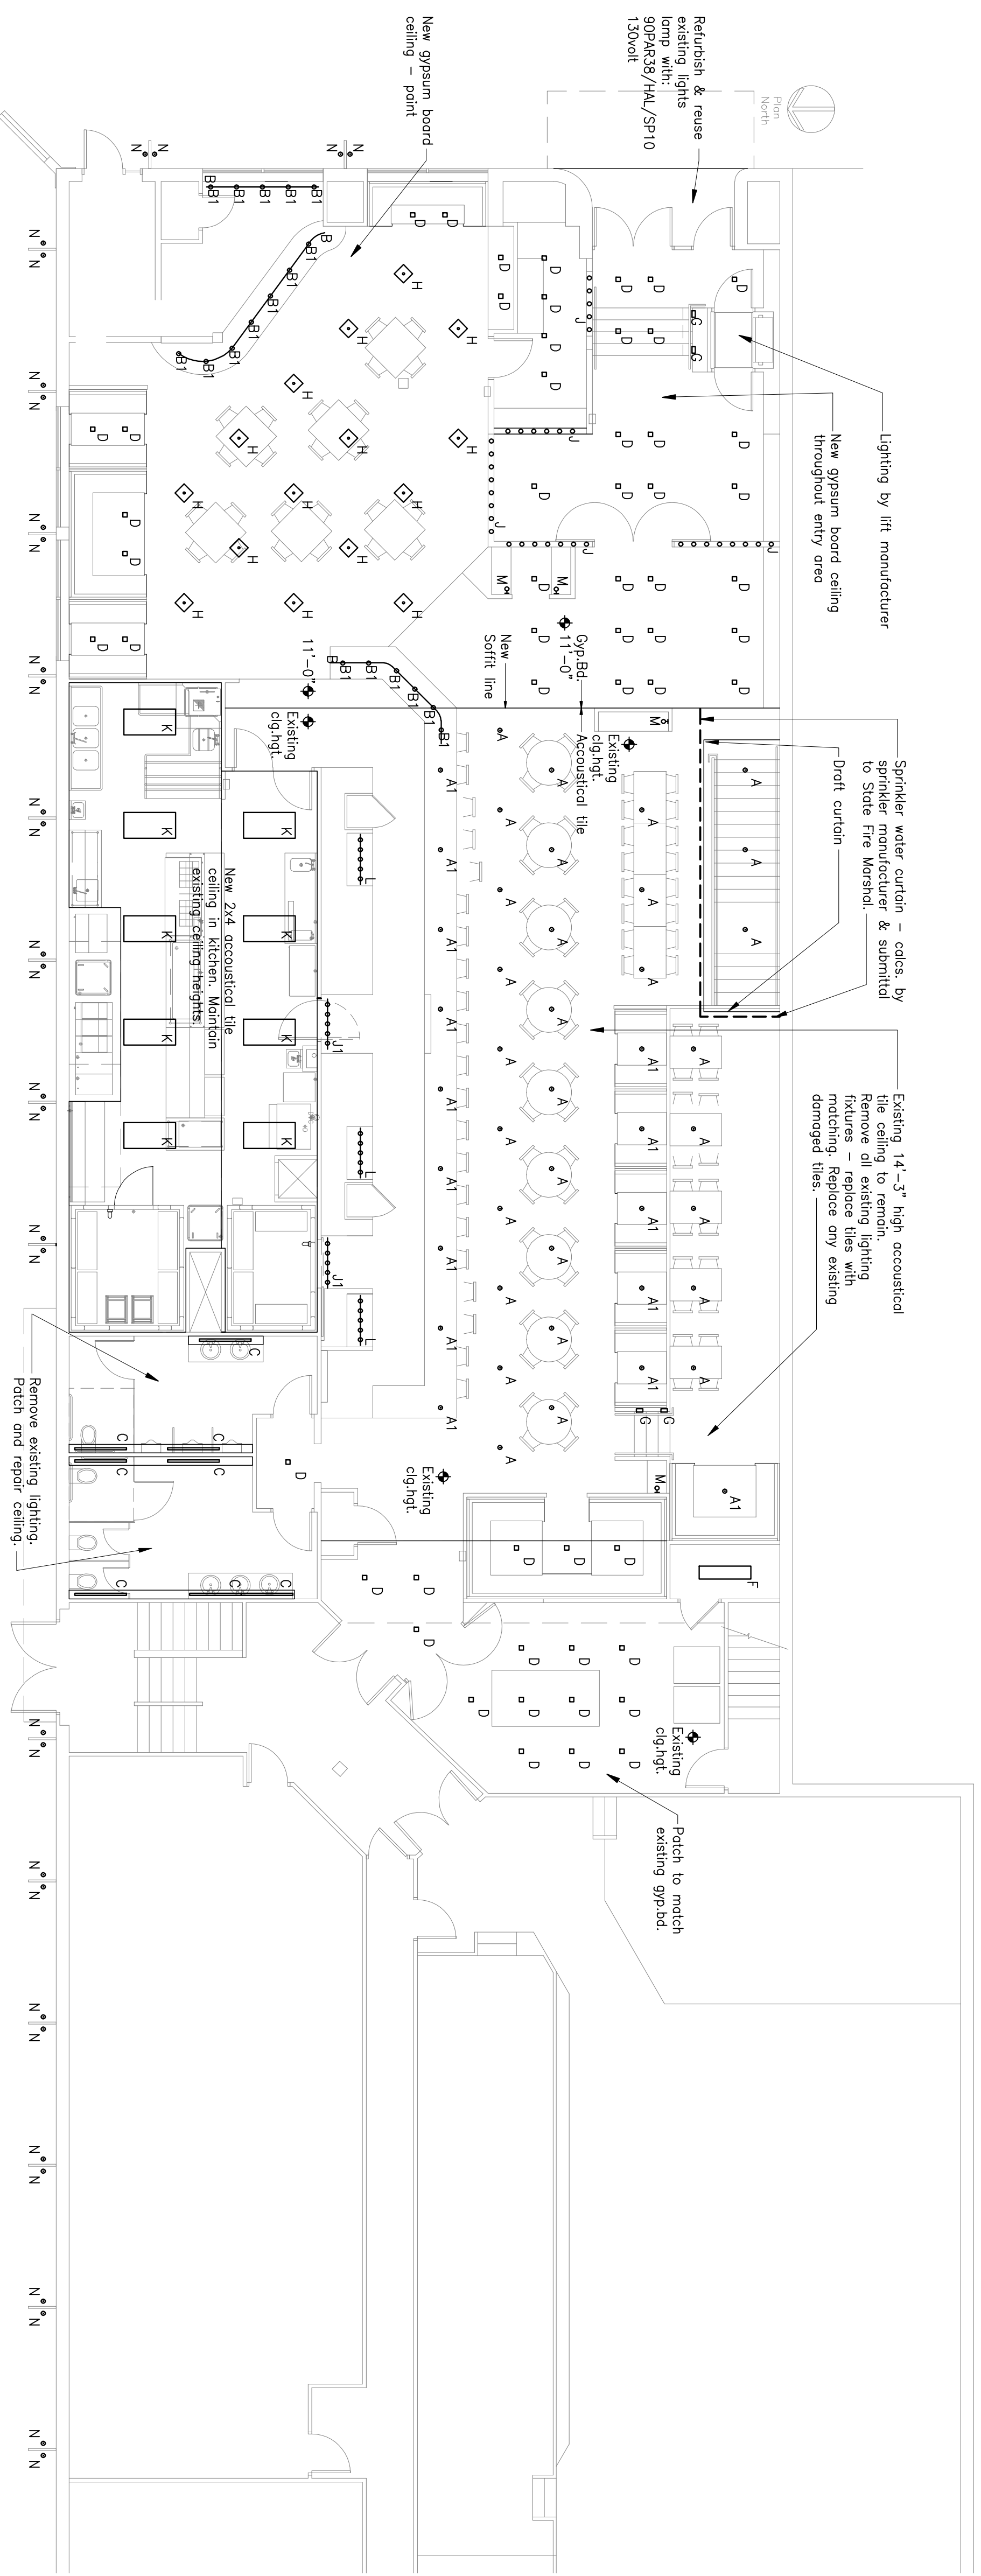 Plan
North
Refurbish & reuse
existing lights
lamp with:
90PAR38/HAL/SP10
130volt
New gypsum board
ceiling – paint
Lighting by lift manufacturer
New gypsum board ceiling
throughout entry area
Sprinkler water curtain – calcs. by
sprinkler manufacturer & submittal
to State Fire Marshal.
Draft curtain
Existing 14'-3" high accoustical
tile ceiling to remain.
Remove all existing lighting
fixtures – replace tiles with
matching. Replace any existing
damaged tiles.
Gyp.Bd.
11'-0"
New
Soffit line
Existing
clg.hgt.
Accoustical tile
11'-0"
Existing
clg.hgt.
New 2x4 accoustical tile
ceiling in kitchen. Maintain
existing ceiling heights.
Existing
clg.hgt.
Existing
clg.hgt.
Patch to match
existing gyp.bd.
Remove existing lighting.
Patch and repair ceiling.